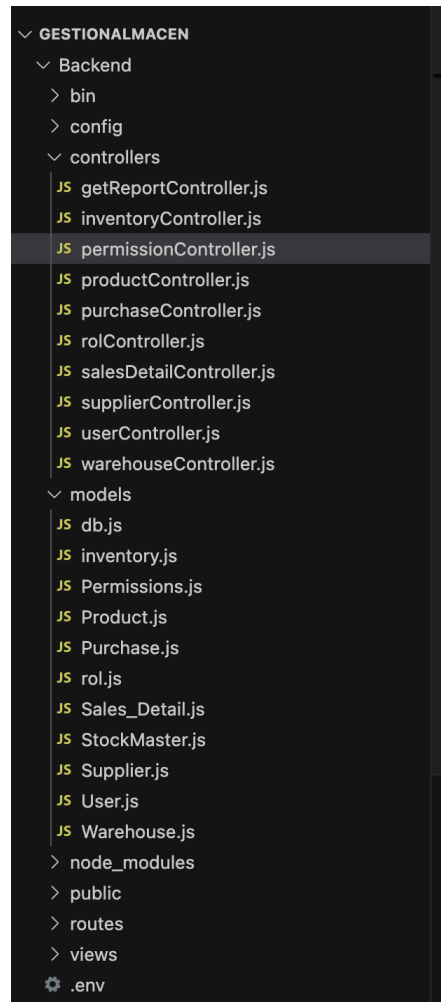 GESTIONALMACEN
Backend
bin
config
controllers
JS getReportController.js
JS inventoryController.js
JS permissionController.js
JS productController.js
JS purchaseController.js
JS rolController.js
JS salesDetailController.js
JS supplierController.js
JS userController.js
JS warehouseController.js
models
JS db.js
JS inventory.js
JS Permissions.js
JS Product.js
JS Purchase.js
JS rol.js
JS Sales_Detail.js
JS StockMaster.js
JS Supplier.js
JS User.js
JS Warehouse.js
node_modules
public
routes
views
.env